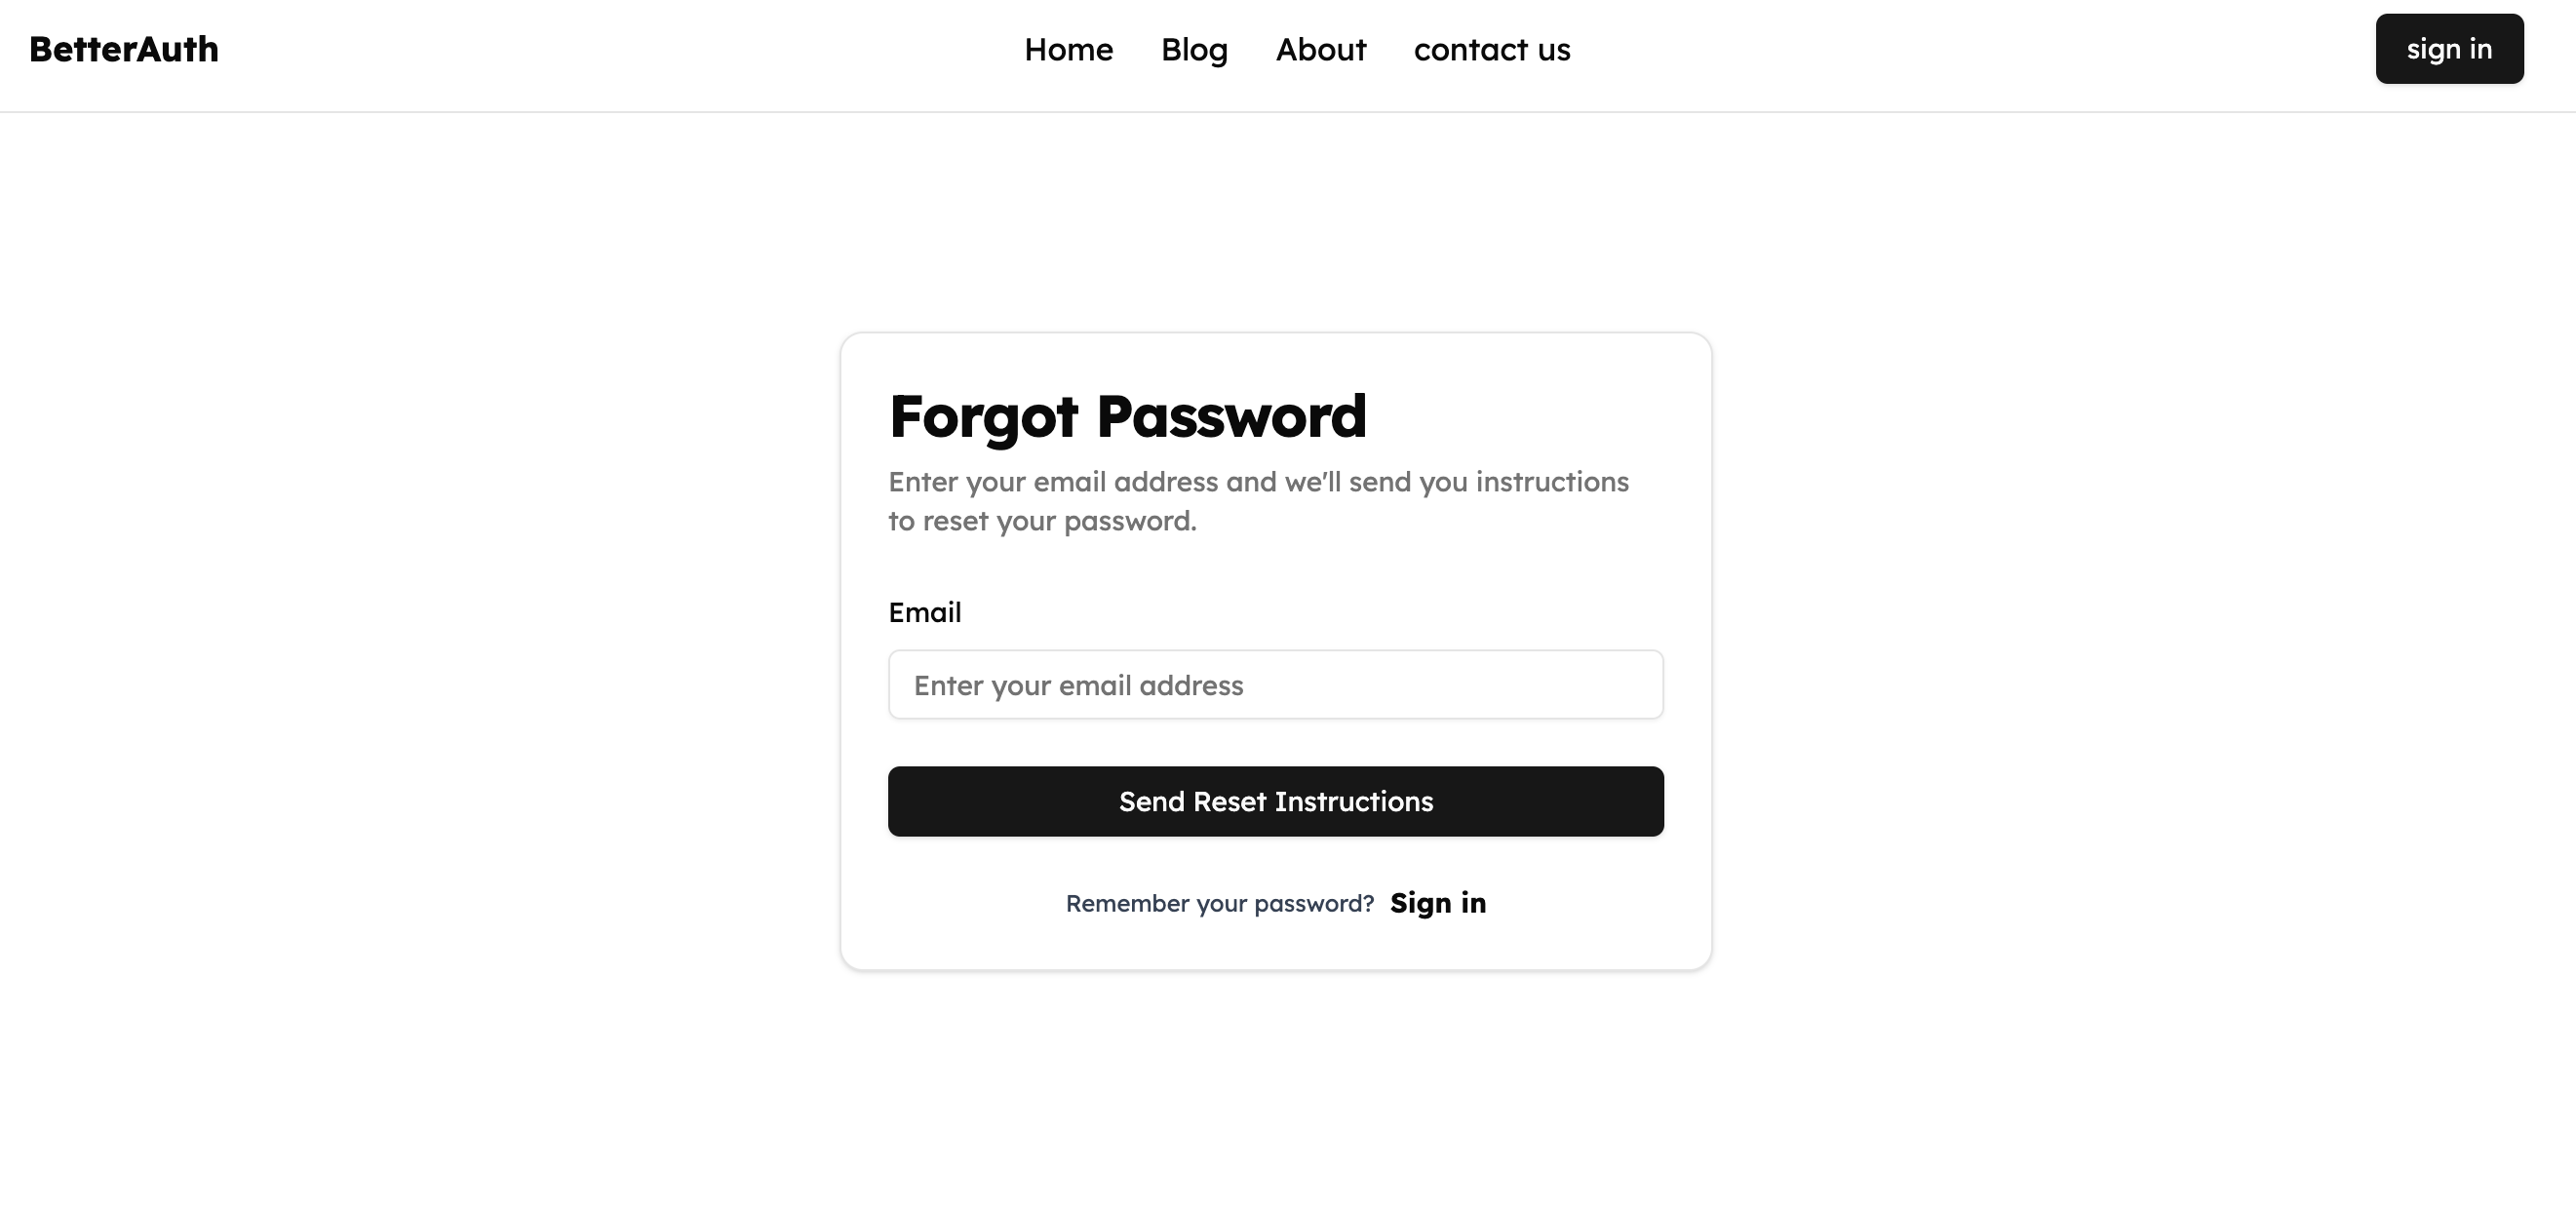 BetterAuth
Home Blog About contact us
sign in
Forgot Password
Enter your email address and we'll send you instructions
to reset your password.
Email
Enter your email address
Send Reset Instructions
Remember your password? Sign in